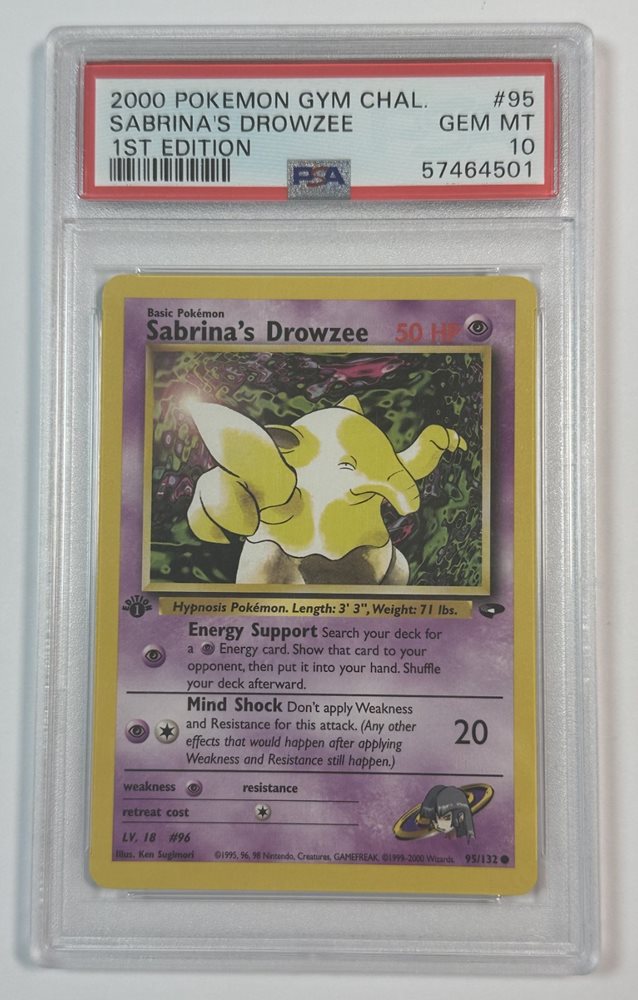 2000 POKEMON GYM CHAL. #95
SABRINA'S DROWZEE GEM MT
1ST EDITION 10
PSA 57464501
Basic Pokémon
Sabrina's Drowzee 50 HP
EDITION 1
Hypnosis Pokémon. Length: 3' 3", Weight: 71 lbs.
Energy Support Search your deck for
a Energy card. Show that card to your
opponent, then put it into your hand. Shuffle
your deck afterward.
Mind Shock Don't apply Weakness
and Resistance for this attack. (Any other
effects that would happen after applying
Weakness and Resistance still happen.)
20
weakness resistance
retreat cost
LV. 18 #96
Illus. Ken Sugimori ©1995, 96, 98 Nintendo, Creatures, GAMEFREAK. ©1999-2000 Wizards. 95/132